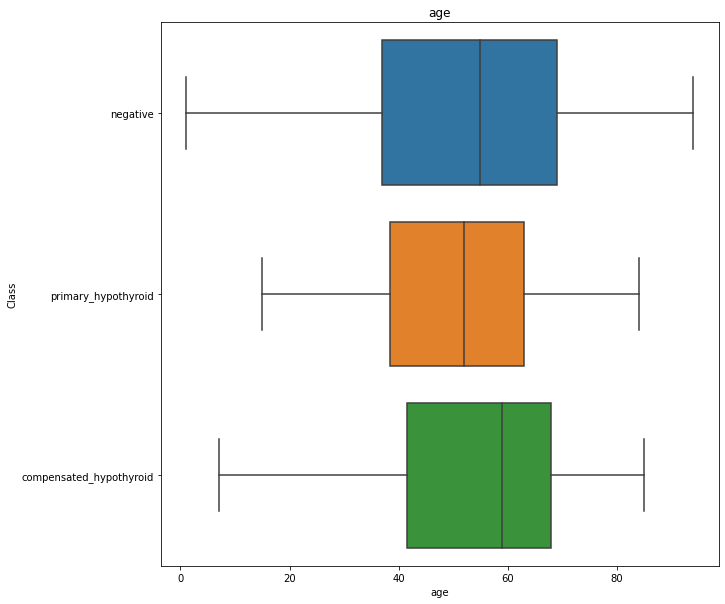 age
negative
primary_hypothyroid
compensated_hypothyroid
Class
0 20 40 60 80
age